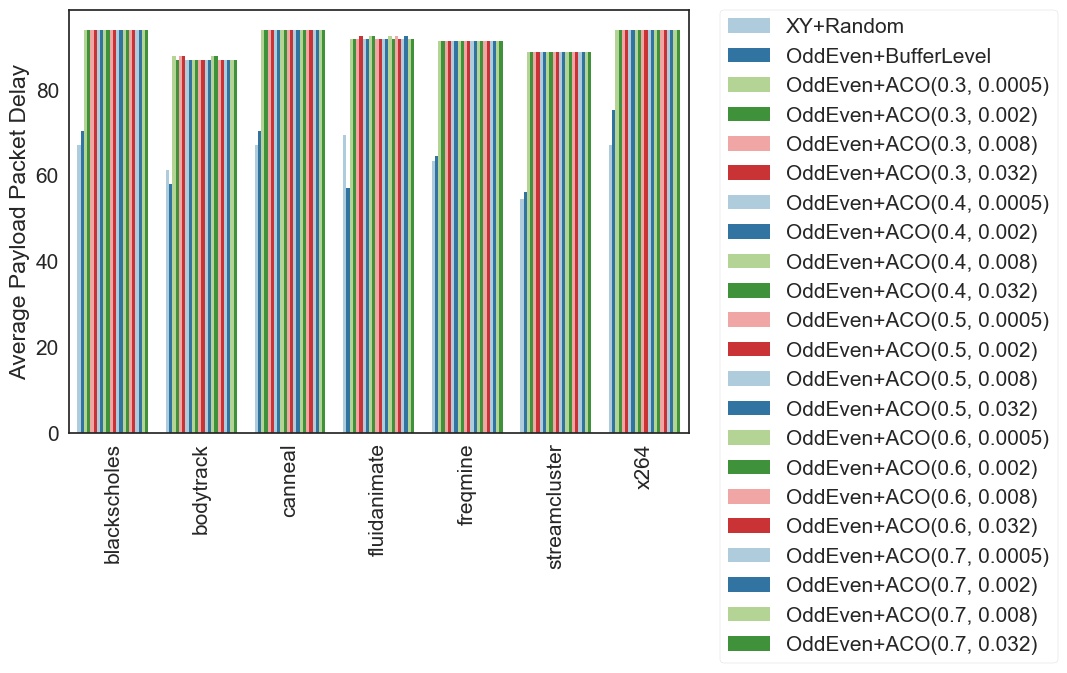 Average Payload Packet Delay
80
60
40
20
0
blackscholes
bodytrack
canneal
fluidanimate
freqmine
streamcluster
x264
XY+Random
OddEven+BufferLevel
OddEven+ACO(0.3, 0.0005)
OddEven+ACO(0.3, 0.002)
OddEven+ACO(0.3, 0.008)
OddEven+ACO(0.3, 0.032)
OddEven+ACO(0.4, 0.0005)
OddEven+ACO(0.4, 0.002)
OddEven+ACO(0.4, 0.008)
OddEven+ACO(0.4, 0.032)
OddEven+ACO(0.5, 0.0005)
OddEven+ACO(0.5, 0.002)
OddEven+ACO(0.5, 0.008)
OddEven+ACO(0.5, 0.032)
OddEven+ACO(0.6, 0.0005)
OddEven+ACO(0.6, 0.002)
OddEven+ACO(0.6, 0.008)
OddEven+ACO(0.6, 0.032)
OddEven+ACO(0.7, 0.0005)
OddEven+ACO(0.7, 0.002)
OddEven+ACO(0.7, 0.008)
OddEven+ACO(0.7, 0.032)